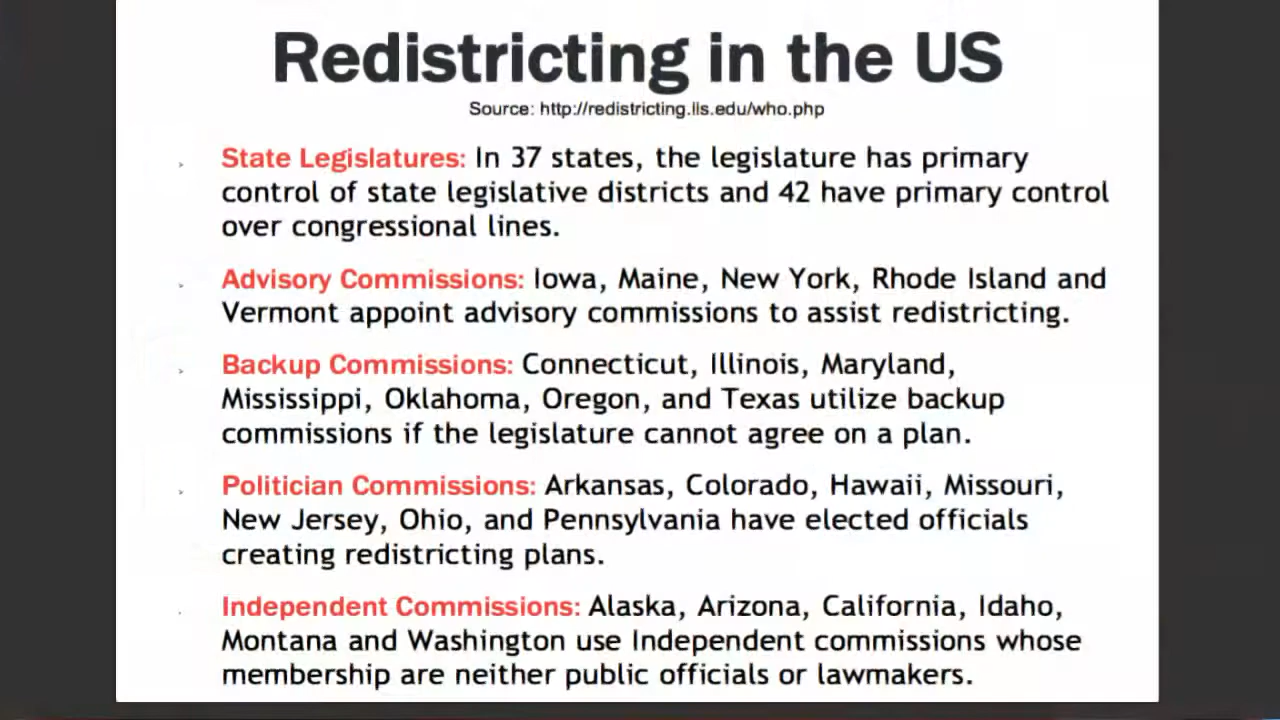 Redistricting in the US
Source: http://redistricting.lls.edu/who.php
State Legislatures: In 37 states, the legislature has primary
control of state legislative districts and 42 have primary control
over congressional lines.
Advisory Commissions: Iowa, Maine, New York, Rhode Island and
Vermont appoint advisory commissions to assist redistricting.
Backup Commissions: Connecticut, Illinois, Maryland,
Mississippi, Oklahoma, Oregon, and Texas utilize backup
commissions if the legislature cannot agree on a plan.
Politician Commissions: Arkansas, Colorado, Hawaii, Missouri,
New Jersey, Ohio, and Pennsylvania have elected officials
creating redistricting plans.
Independent Commissions: Alaska, Arizona, California, Idaho,
Montana and Washington use Independent commissions whose
membership are neither public officials or lawmakers.